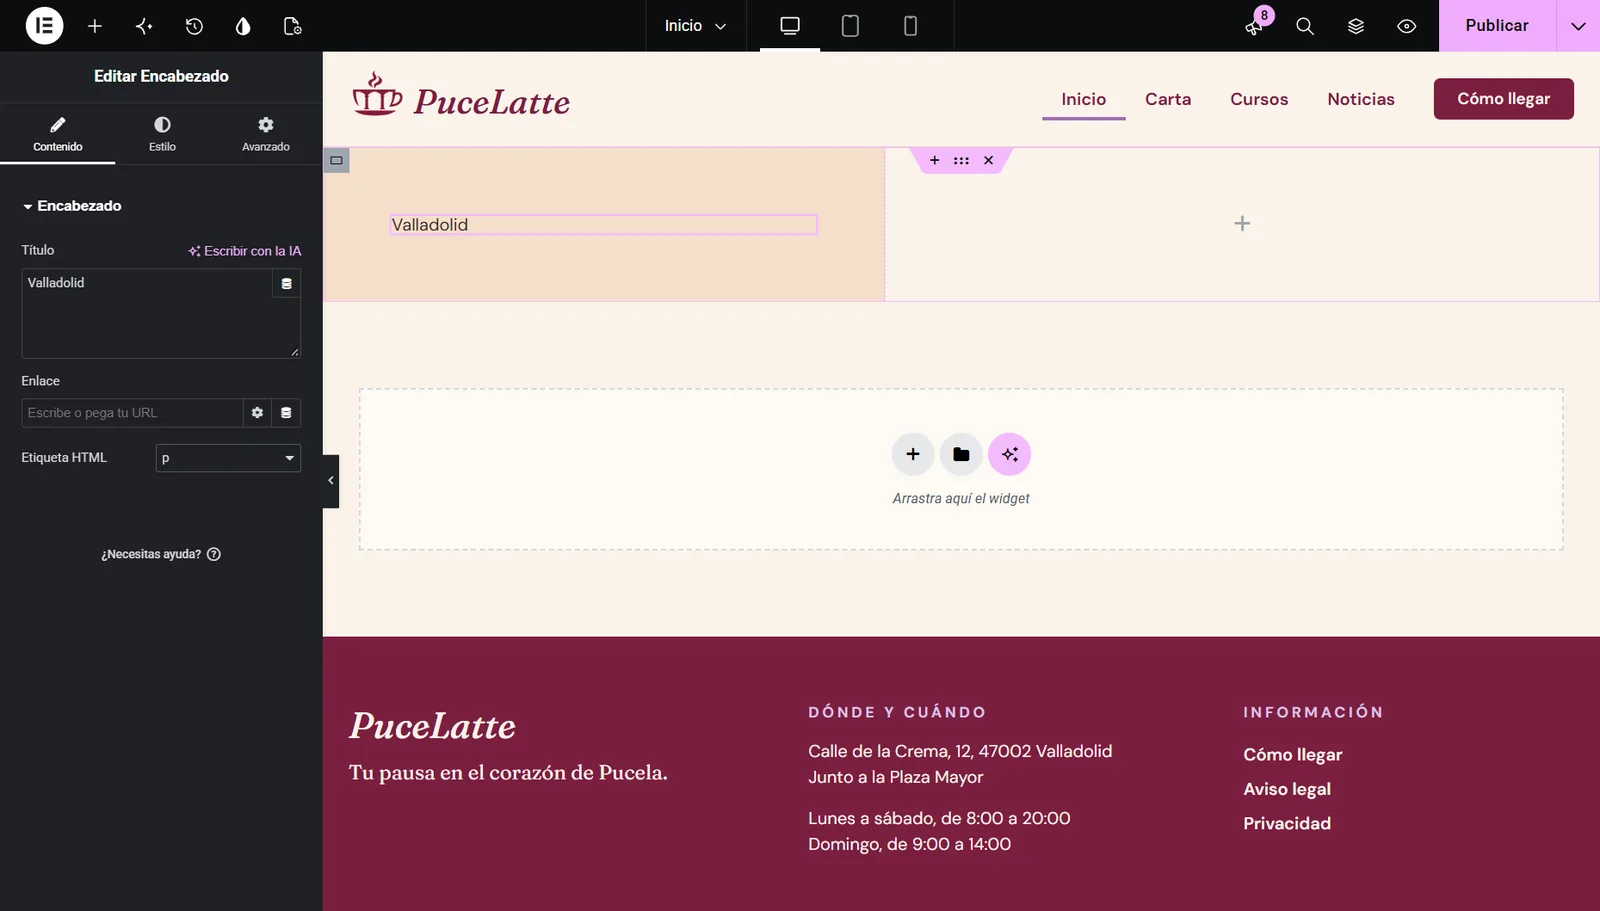 Inicio
8
Publicar
Editar Encabezado
Contenido
Estilo
Avanzado
Encabezado
Título
Escribir con la IA
Valladolid
Enlace
Escribe o pega tu URL
Etiqueta HTML
p
¿Necesitas ayuda?
PuceLatte
Inicio
Carta
Cursos
Noticias
Cómo llegar
Valladolid
Arrastra aquí el widget
PuceLatte
Tu pausa en el corazón de Pucela.
DÓNDE Y CUÁNDO
Calle de la Crema, 12, 47002 Valladolid
Junto a la Plaza Mayor
Lunes a sábado, de 8:00 a 20:00
Domingo, de 9:00 a 14:00
INFORMACIÓN
Cómo llegar
Aviso legal
Privacidad